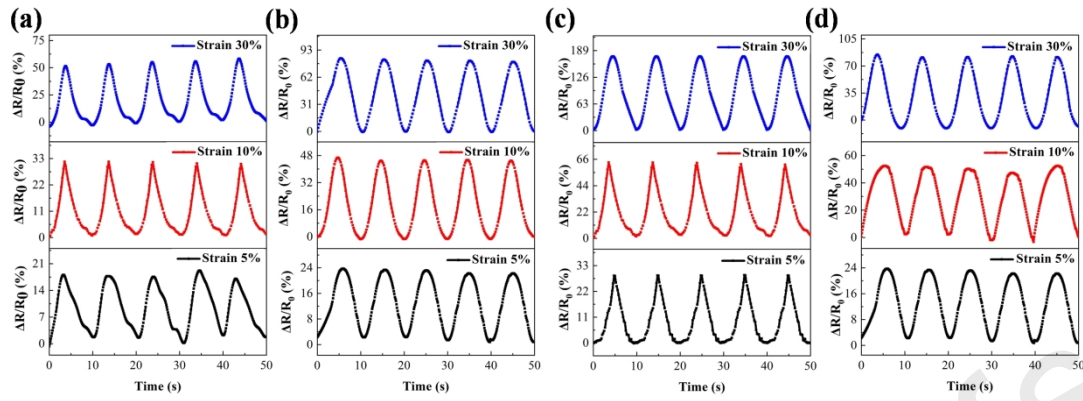 (a)
Strain 30%
ΔR/R0 (%)
75
50
25
0
Strain 10%
ΔR/R0 (%)
33
22
11
0
Strain 5%
ΔR/R0 (%)
21
14
7
0
0 10 20 30 40 50
Time (s)
(b)
Strain 30%
ΔR/R₀ (%)
93
62
31
0
Strain 10%
ΔR/R₀ (%)
48
32
16
0
Strain 5%
ΔR/R₀ (%)
24
16
8
0
0 10 20 30 40 50
Time (s)
(c)
Strain 30%
ΔR/R₀ (%)
189
126
63
0
Strain 10%
ΔR/R₀ (%)
66
44
22
0
Strain 5%
ΔR/R₀ (%)
33
22
11
0
0 10 20 30 40 50
Time (s)
(d)
Strain 30%
ΔR/R₀ (%)
105
70
35
0
Strain 10%
ΔR/R₀ (%)
60
40
20
0
Strain 5%
ΔR/R₀ (%)
24
16
8
0
0 10 20 30 40 50
Time (s)